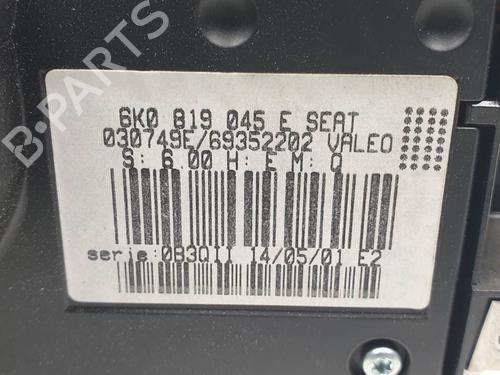 6K0 819 045 E SEAT
030749E/69352202 VALEO
S: 6.00 H: E M: Q
serie: 0B3QII 14/05/01 E2
B-PARTS